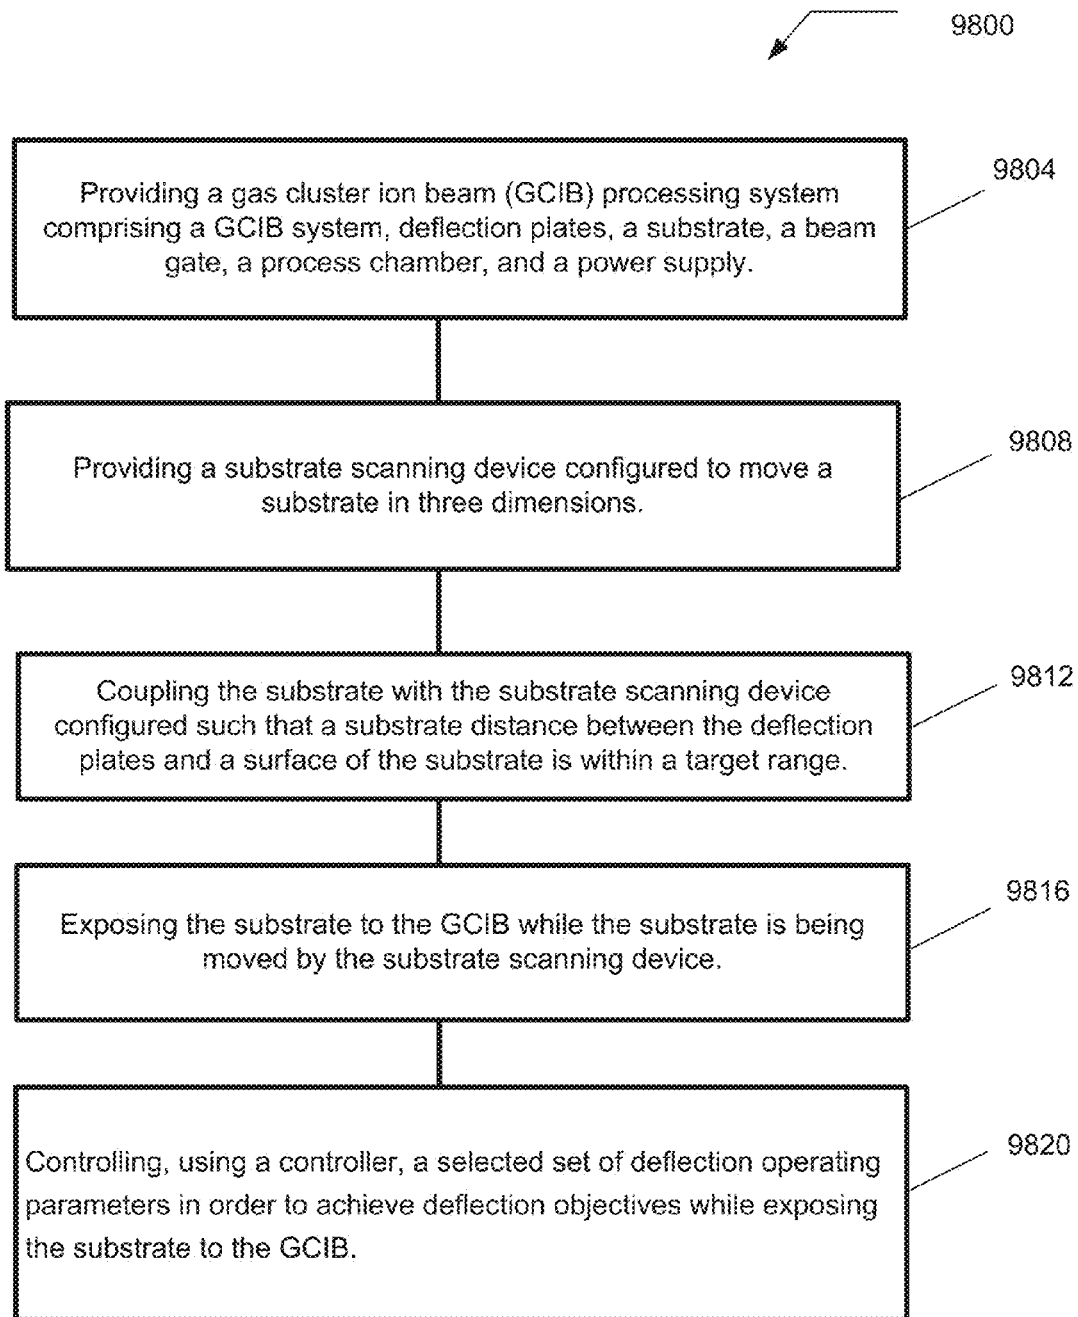 9800
9804
Providing a gas cluster ion beam (GCIB) processing system
comprising a GCIB system, deflection plates, a substrate, a beam
gate, a process chamber, and a power supply.
9808
Providing a substrate scanning device configured to move a
substrate in three dimensions.
9812
Coupling the substrate with the substrate scanning device
configured such that a substrate distance between the deflection
plates and a surface of the substrate is within a target range.
9816
Exposing the substrate to the GCIB while the substrate is being
moved by the substrate scanning device.
9820
Controlling, using a controller, a selected set of deflection operating
parameters in order to achieve deflection objectives while exposing
the substrate to the GCIB.